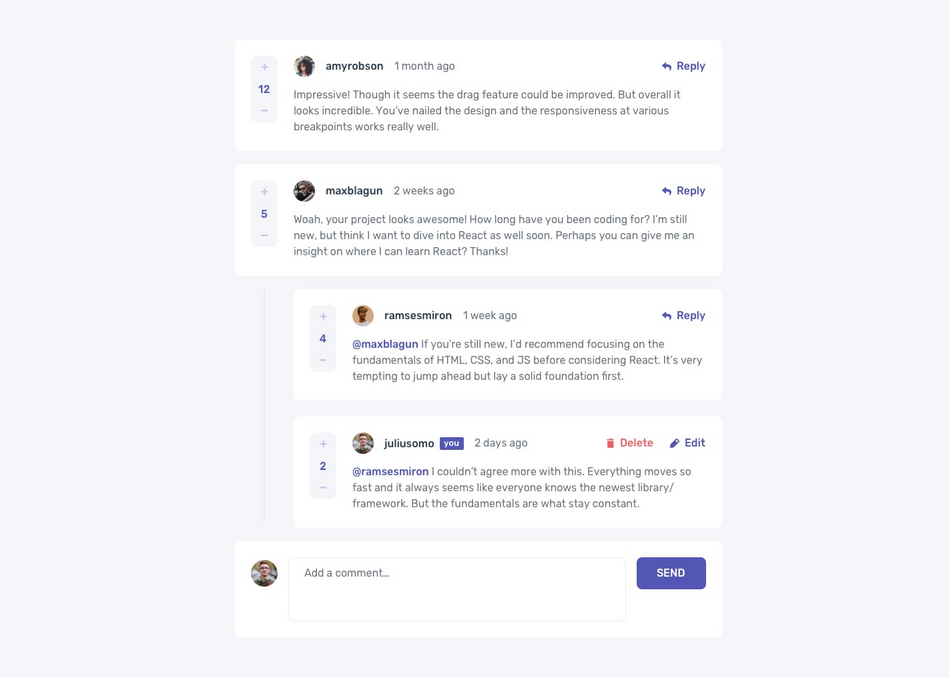 +
12
–
amyrobson 1 month ago Reply
Impressive! Though it seems the drag feature could be improved. But overall it
looks incredible. You’ve nailed the design and the responsiveness at various
breakpoints works really well.
+
5
–
maxblagun 2 weeks ago Reply
Woah, your project looks awesome! How long have you been coding for? I’m still
new, but think I want to dive into React as well soon. Perhaps you can give me an
insight on where I can learn React? Thanks!
+
4
–
ramsesmiron 1 week ago Reply
@maxblagun If you’re still new, I’d recommend focusing on the
fundamentals of HTML, CSS, and JS before considering React. It’s very
tempting to jump ahead but lay a solid foundation first.
+
2
–
juliusomo you 2 days ago Delete Edit
@ramsesmiron I couldn’t agree more with this. Everything moves so
fast and it always seems like everyone knows the newest library/
framework. But the fundamentals are what stay constant.
Add a comment…
SEND